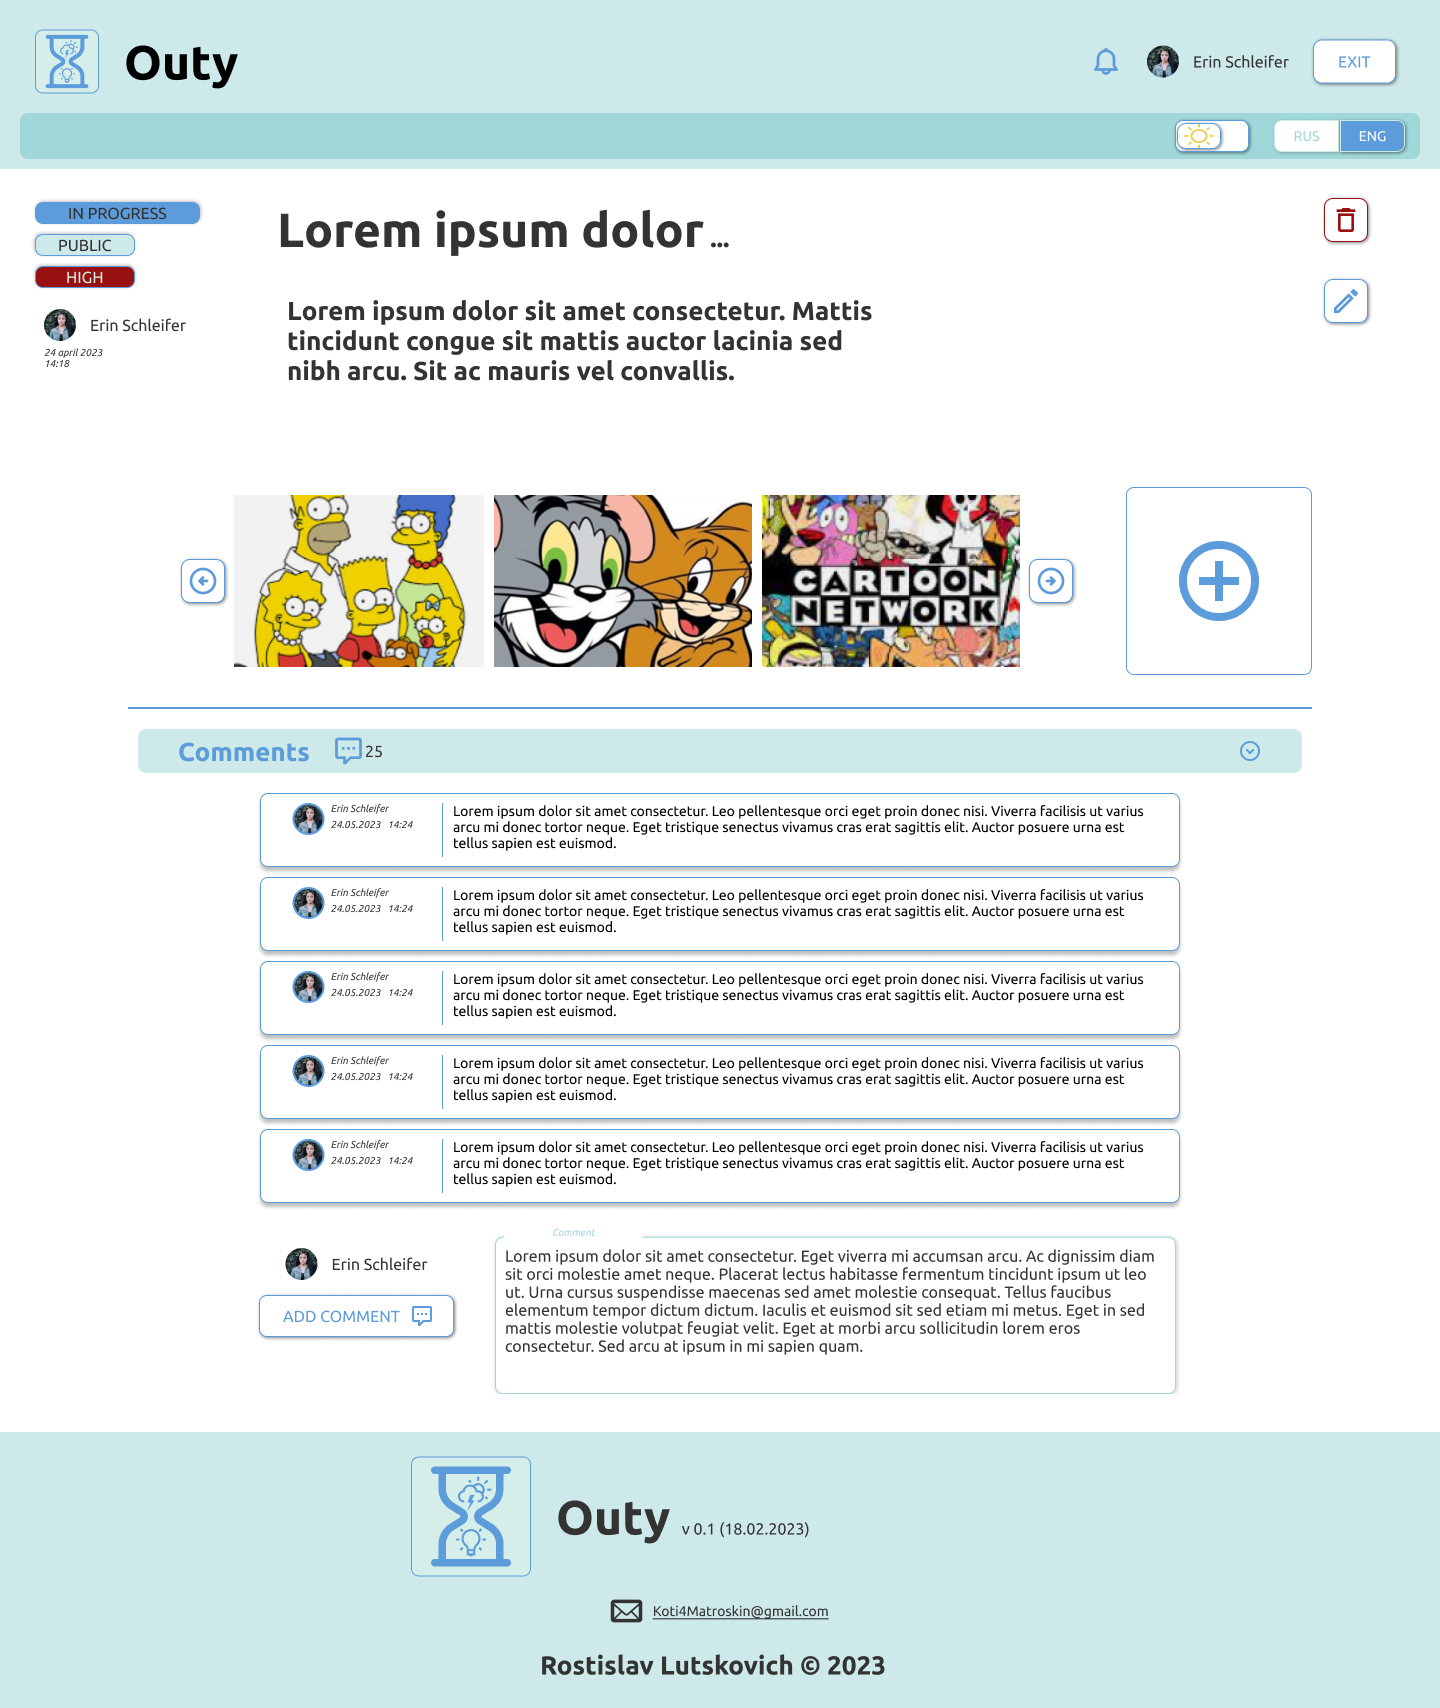 Outy
Erin Schleifer
EXIT
RUS
ENG
IN PROGRESS
PUBLIC
HIGH
Erin Schleifer
24 april 2023
14:18
Lorem ipsum dolor ...
Lorem ipsum dolor sit amet consectetur. Mattis
tincidunt congue sit mattis auctor lacinia sed
nibh arcu. Sit ac mauris vel convallis.
CARTOON
NETWORK
Comments
25
Erin Schleifer
24.05.2023 14:24
Lorem ipsum dolor sit amet consectetur. Leo pellentesque orci eget proin donec nisi. Viverra facilisis ut varius
arcu mi donec tortor neque. Eget tristique senectus vivamus cras erat sagittis elit. Auctor posuere urna est
tellus sapien est euismod.
Erin Schleifer
24.05.2023 14:24
Lorem ipsum dolor sit amet consectetur. Leo pellentesque orci eget proin donec nisi. Viverra facilisis ut varius
arcu mi donec tortor neque. Eget tristique senectus vivamus cras erat sagittis elit. Auctor posuere urna est
tellus sapien est euismod.
Erin Schleifer
24.05.2023 14:24
Lorem ipsum dolor sit amet consectetur. Leo pellentesque orci eget proin donec nisi. Viverra facilisis ut varius
arcu mi donec tortor neque. Eget tristique senectus vivamus cras erat sagittis elit. Auctor posuere urna est
tellus sapien est euismod.
Erin Schleifer
24.05.2023 14:24
Lorem ipsum dolor sit amet consectetur. Leo pellentesque orci eget proin donec nisi. Viverra facilisis ut varius
arcu mi donec tortor neque. Eget tristique senectus vivamus cras erat sagittis elit. Auctor posuere urna est
tellus sapien est euismod.
Erin Schleifer
24.05.2023 14:24
Lorem ipsum dolor sit amet consectetur. Leo pellentesque orci eget proin donec nisi. Viverra facilisis ut varius
arcu mi donec tortor neque. Eget tristique senectus vivamus cras erat sagittis elit. Auctor posuere urna est
tellus sapien est euismod.
Erin Schleifer
ADD COMMENT
Comment
Lorem ipsum dolor sit amet consectetur. Eget viverra mi accumsan arcu. Ac dignissim diam
sit orci molestie amet neque. Placerat lectus habitasse fermentum tincidunt ipsum ut leo
ut. Urna cursus suspendisse maecenas sed amet molestie consequat. Tellus faucibus
elementum tempor dictum dictum. Iaculis et euismod sit sed etiam mi metus. Eget in sed
mattis molestie volutpat feugiat velit. Eget at morbi arcu sollicitudin lorem eros
consectetur. Sed arcu at ipsum in mi sapien quam.
Outy v 0.1 (18.02.2023)
Koti4Matroskin@gmail.com
Rostislav Lutskovich © 2023